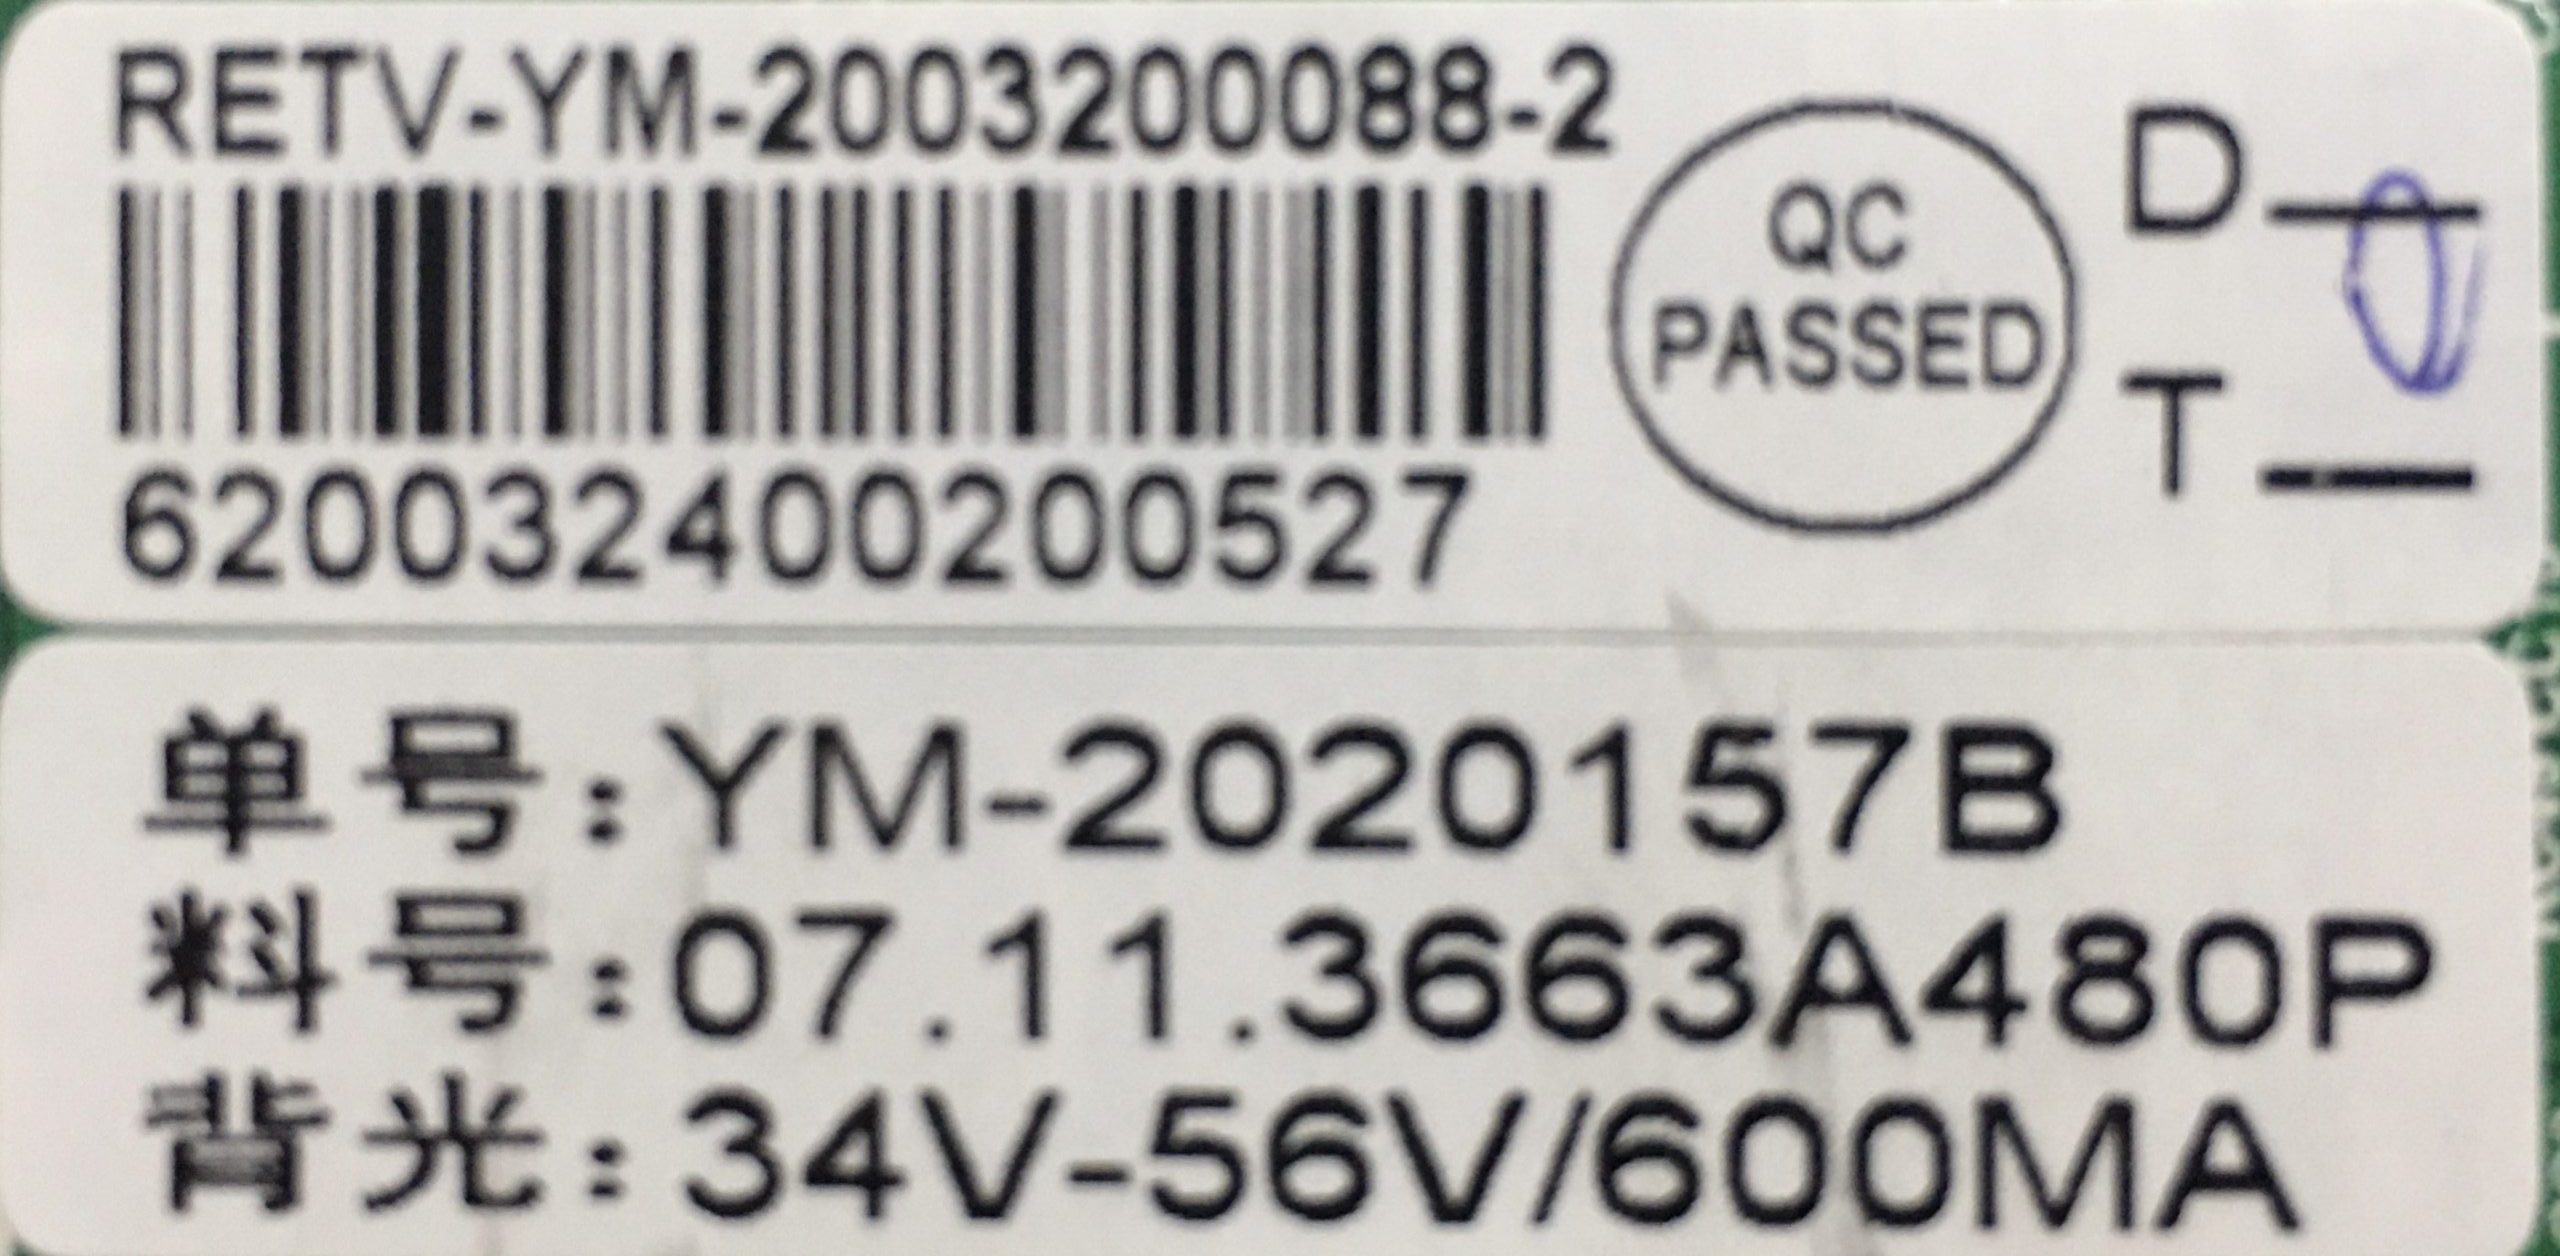 RETV-YM-2003200088-2
QC
PASSED
D
T
620032400200527
单号:YM-2020157B
料号:07.11.3663A480P
背光:34V-56V/600MA